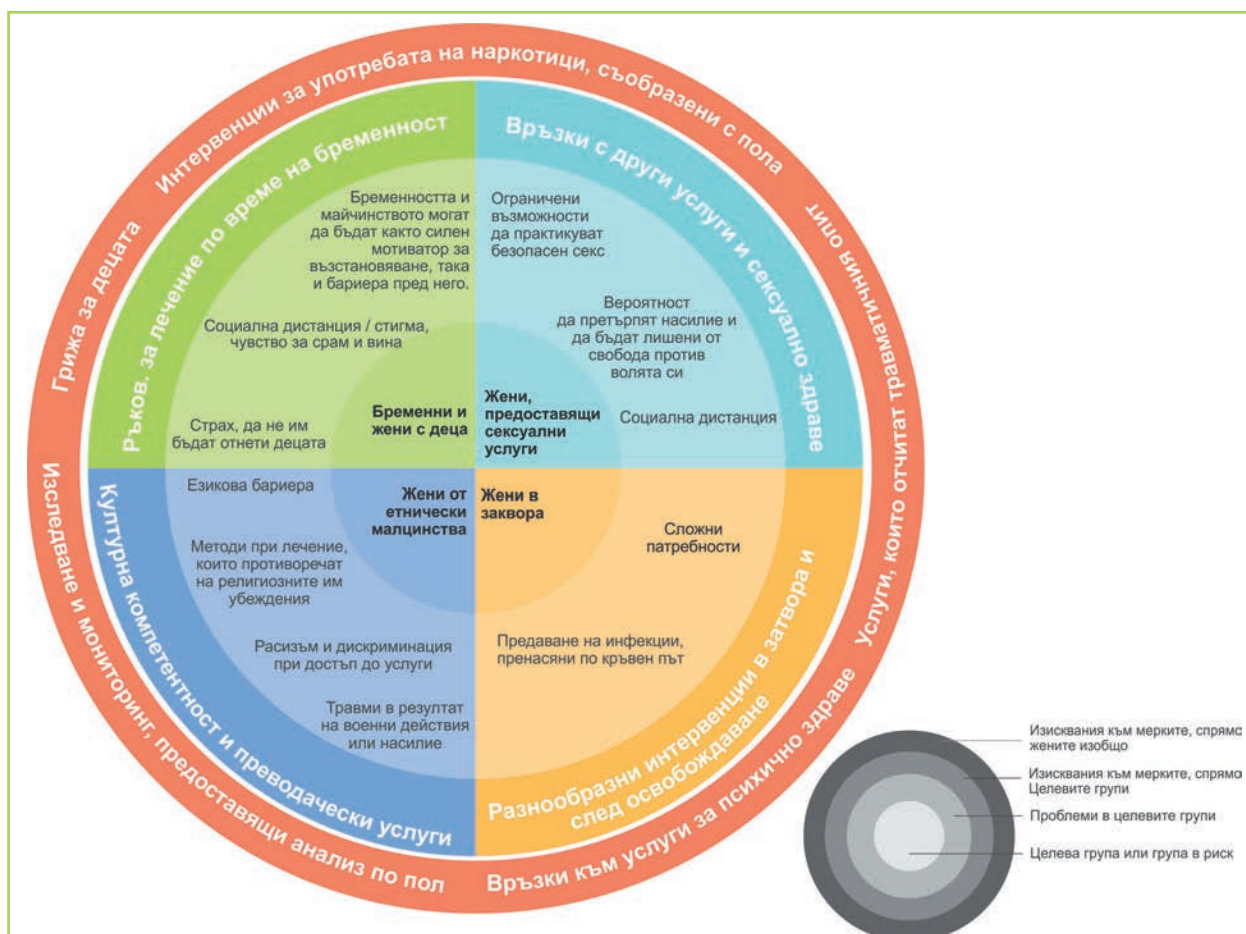 Интервенции за употребата на наркотици, съобразени с пола
Услуги, които отчитат травматичния опит
Връзки към услуги за психично здраве
Изследване и мониторинг, предоставящи анализ по пол
Грижа за децата
Ръков. за лечение по време на бременност
Бременността и
майчинството могат
да бъдат както силен
мотиватор за
възстановяване, така
и бариера пред него.
Социална дистанция / стигма,
чувство за срам и вина
Страх, да не им
бъдат отнети децата
Бременни и
жени с деца
Връзки с други услуги и сексуално здраве
Ограничени
възможности
да практикуват
безопасен секс
Вероятност
да претърпят насилие и
да бъдат лишени от
свобода против
волята си
Социална дистанция
Жени,
предоставящи
сексуални
услуги
Културна компетентност и преводачески услуги
Езикова бариера
Жени от
етнически
малцинства
Методи при лечение,
които противоречат
на религиозните им
убеждения
Расизъм и дискриминация
при достъп до услуги
Травми в резултат
на военни действия
или насилие
Жени в
заквора
Сложни
патребности
Предаване на инфекции,
пренасяни по кръвен път
Разнообразни интервенции в затвора и
след освобождаване
Изисквания към мерките, спрямо
жените изобщо
Изисквания към мерките, спрямо
Целевите групи
Проблеми в целевите групи
Целева група или група в риск